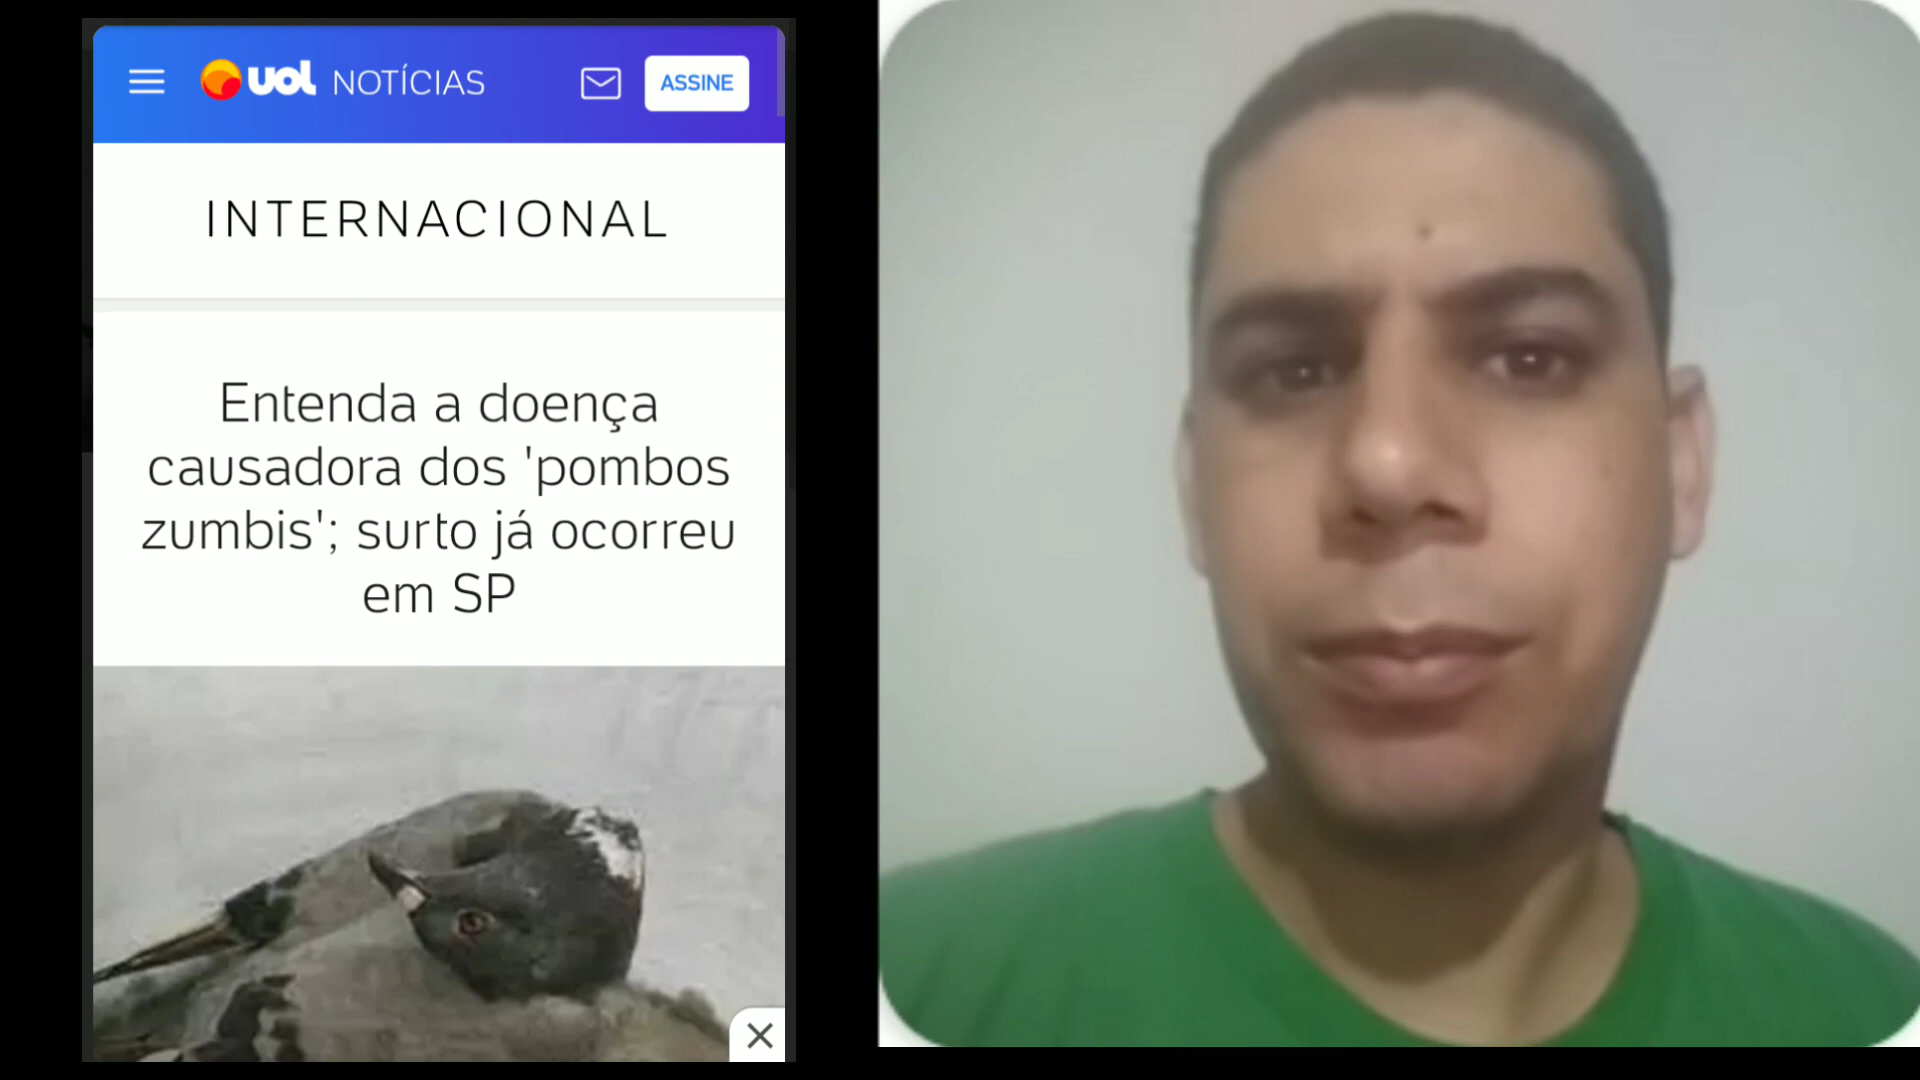 uol NOTÍCIAS
ASSINE
INTERNACIONAL
Entenda a doença
causadora dos 'pombos
zumbis'; surto já ocorreu
em SP